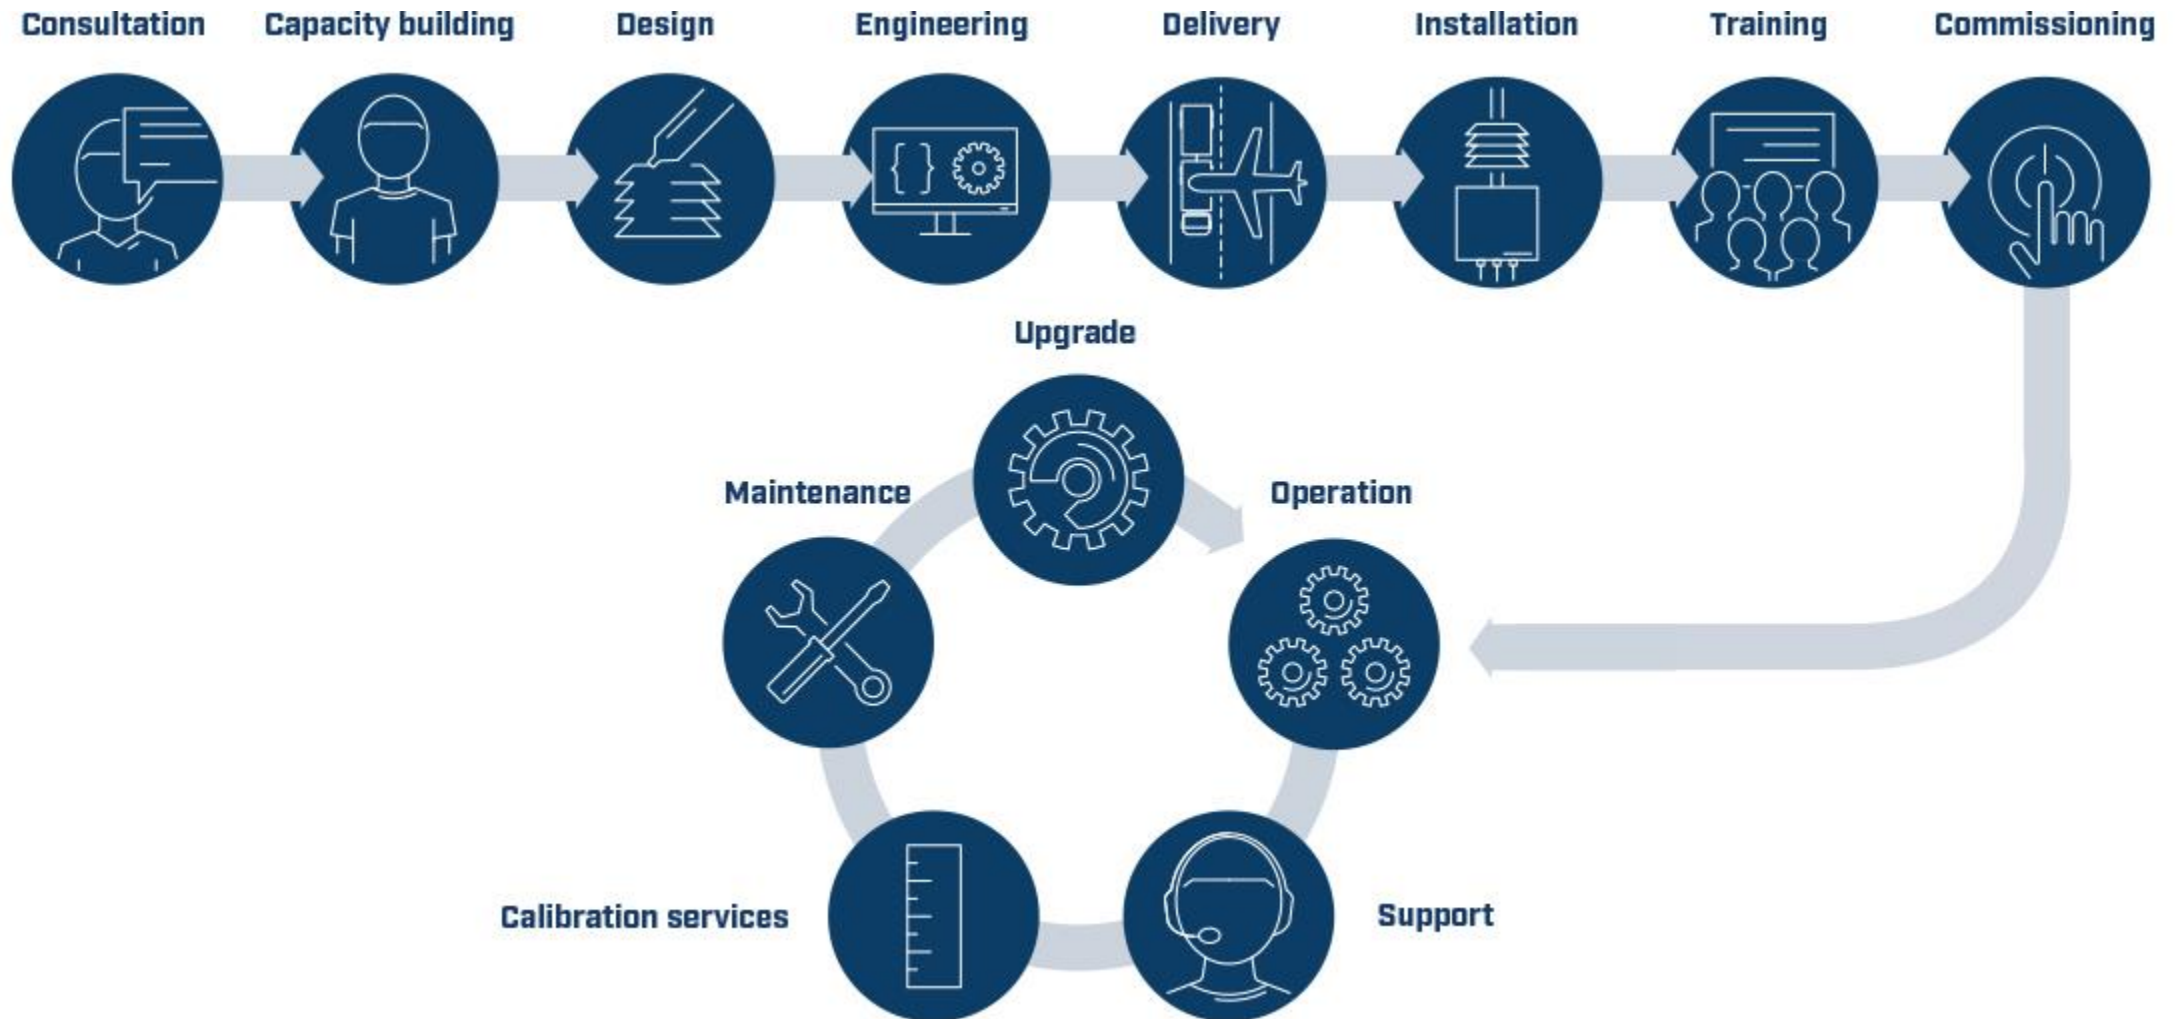 Consultation
Capacity building
Design
Engineering
Delivery
Installation
Training
Commissioning
Upgrade
Maintenance
Operation
Calibration services
Support